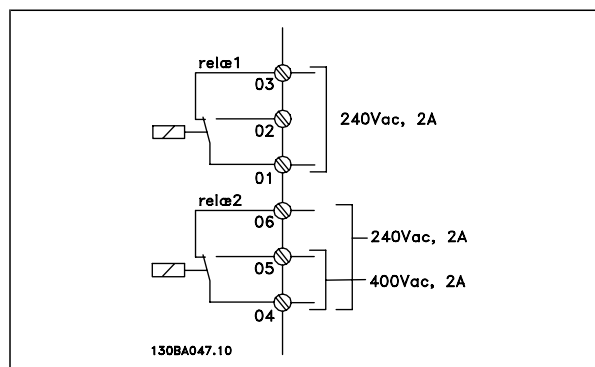 relæ1
03
02
240Vac, 2A
01
relæ2
06
240Vac, 2A
05
400Vac, 2A
04
130BA047.10